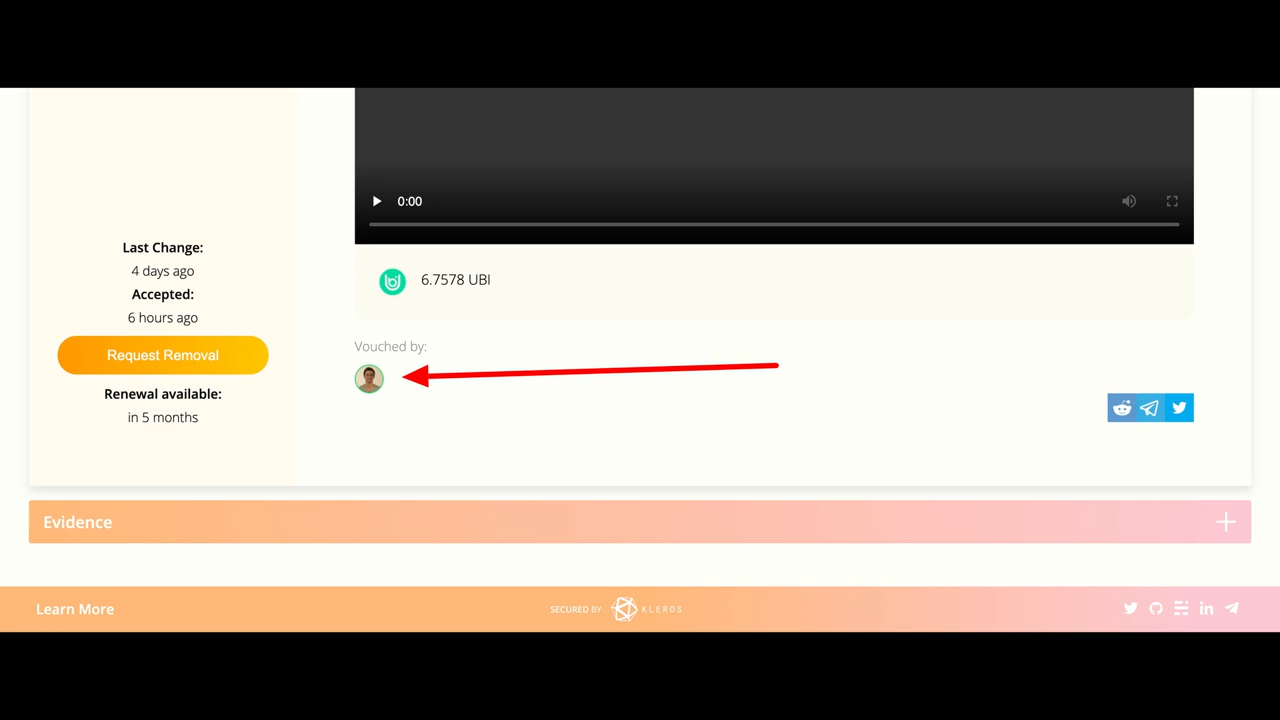 0:00
Last Change:
4 days ago
Accepted:
6 hours ago
Request Removal
Renewal available:
in 5 months
6.7578 UBI
Vouched by:
Evidence
Learn More
SECURED BY KLEROS